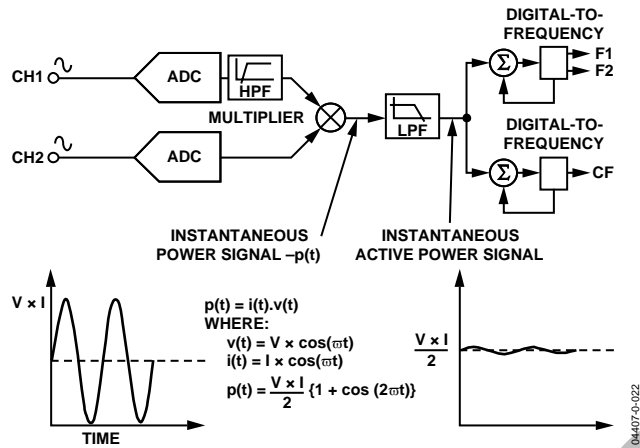 DIGITAL-TO-
FREQUENCY
F1
F2
CH1
ADC
HPF
MULTIPLIER
LPF
Σ
DIGITAL-TO-
FREQUENCY
CH2
ADC
Σ
CF
INSTANTANEOUS
POWER SIGNAL –p(t)
INSTANTANEOUS
ACTIVE POWER SIGNAL
V × I
p(t) = i(t).v(t)
WHERE:
v(t) = V × cos(ϖt)
i(t) = I × cos(ϖt)
p(t) = V × I
2
{1 + cos (2ϖt)}
TIME
V × I
2
04407-0-022